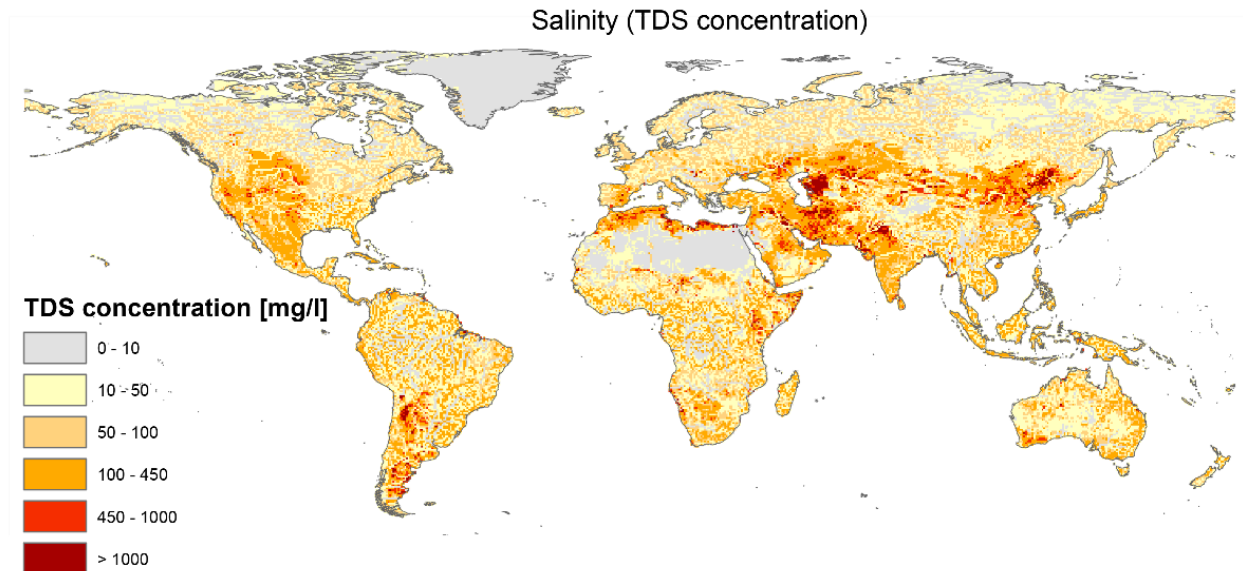 Salinity (TDS concentration)
TDS concentration [mg/l]
0 - 10
10 - 50
50 - 100
100 - 450
450 - 1000
> 1000